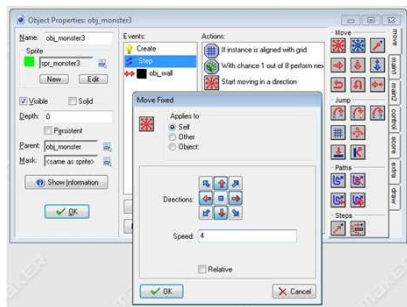 Object Properties: obj_monster3
Name: obj_monster3
Sprite
spr_monster3
New Edit
Visible Solid
Depth: 0
Persistent
Parent: obj_monster
Mask: <same as sprite>
Show Information
OK
Events:
Create
Step
obj_wall
Actions:
If instance is aligned with grid
With chance 1 out of 8 perform nex
Start moving in a direction
Move
Jump
Paths
Steps
move
main1
main2
control
score
extra
draw
Move Fixed
Applies to
Self
Other
Object:
Directions:
Speed: 4
Relative
OK Cancel